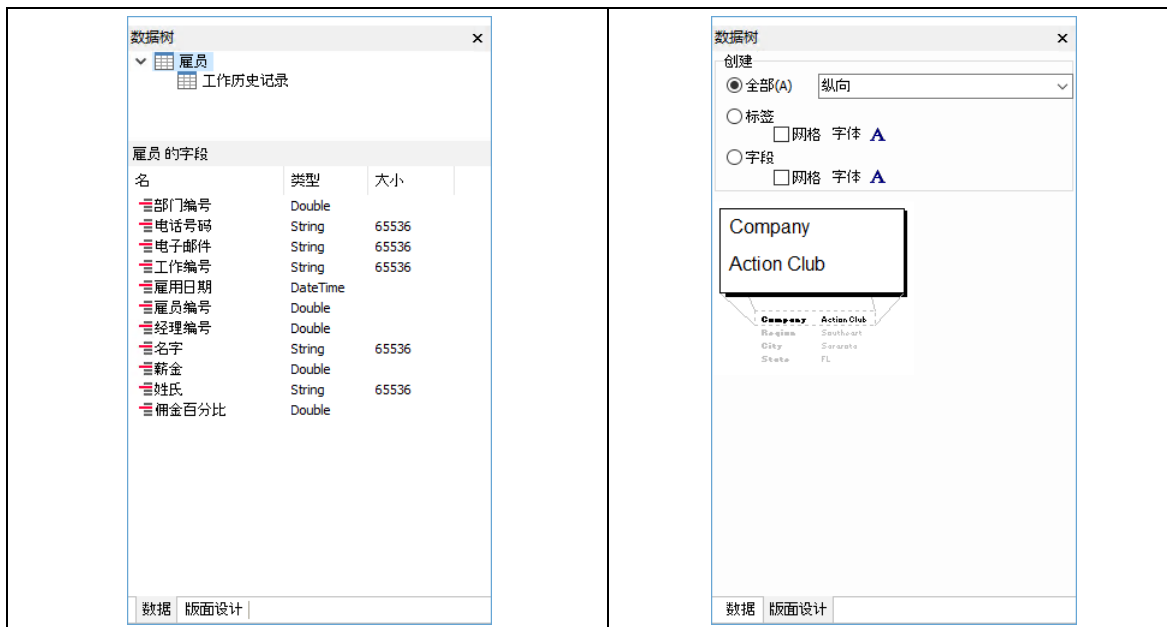 数据树
雇员
工作历史记录
雇员 的字段
名 类型 大小
部门编号 Double
电话号码 String 65536
电子邮件 String 65536
工作编号 String 65536
雇用日期 DateTime
雇员编号 Double
经理编号 Double
名字 String 65536
薪金 Double
姓氏 String 65536
佣金百分比 Double
数据 版面设计
数据树
创建
全部(A) 纵向
标签
网格 字体 A
字段
网格 字体 A
Company
Action Club
Company Action Club
Region Southeast
City Sarasota
State FL
数据 版面设计